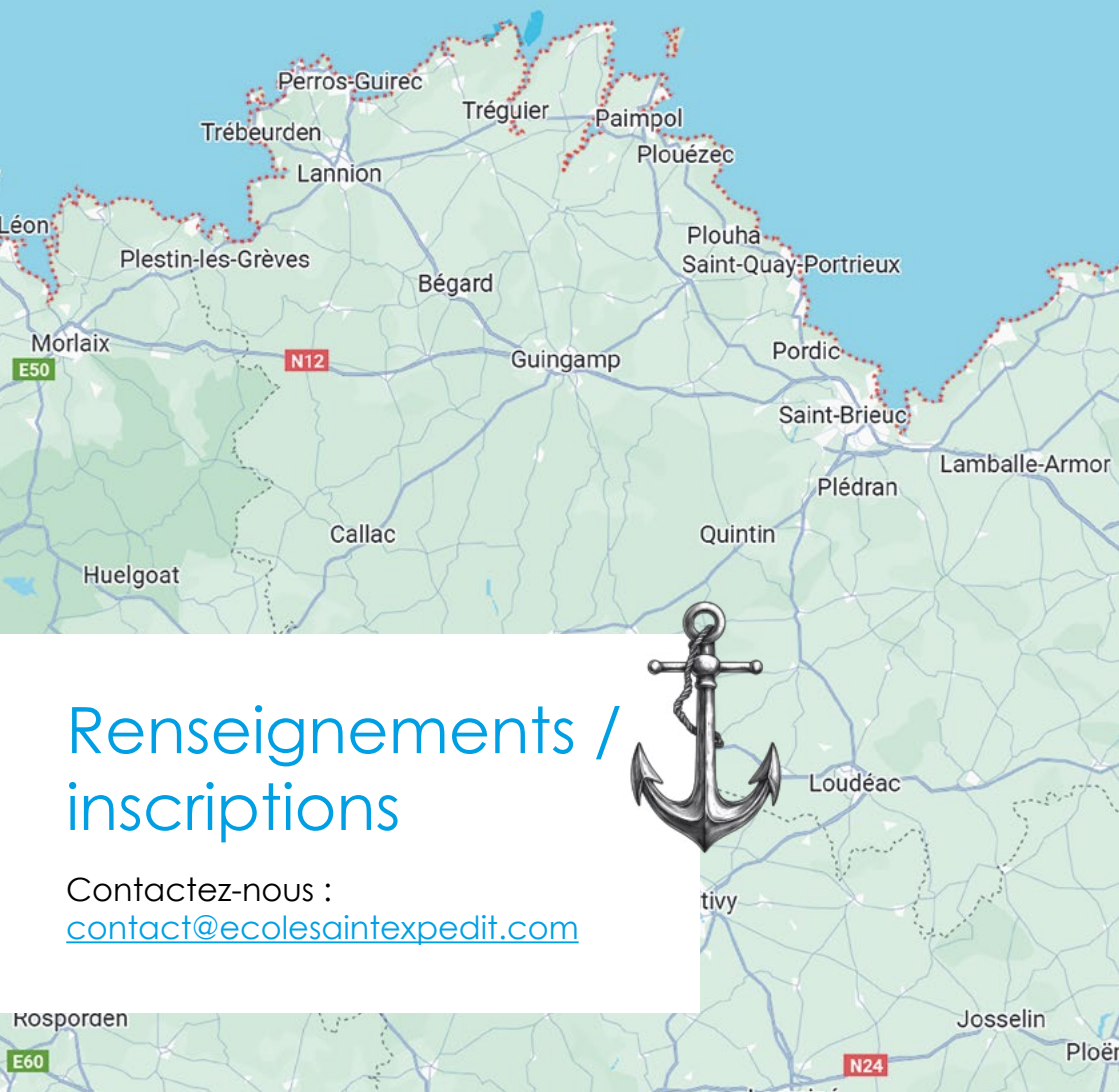 Perros-Guirec
Tréguier
Paimpol
Trébeurden
Plouézec
Lannion
Léon
Plouha
Plestin-les-Grèves
Saint-Quay-Portrieux
Bégard
Morlaix
Pordic
E50
N12
Guingamp
Saint-Brieuc
Lamballe-Armor
Plédran
Callac
Quintin
Huelgoat
Renseignements /
inscriptions
Loudéac
Contactez-nous :
tivy
contact@ecolesaintexpedit.com
Rosporden
Josselin
Ploër
E60
N24